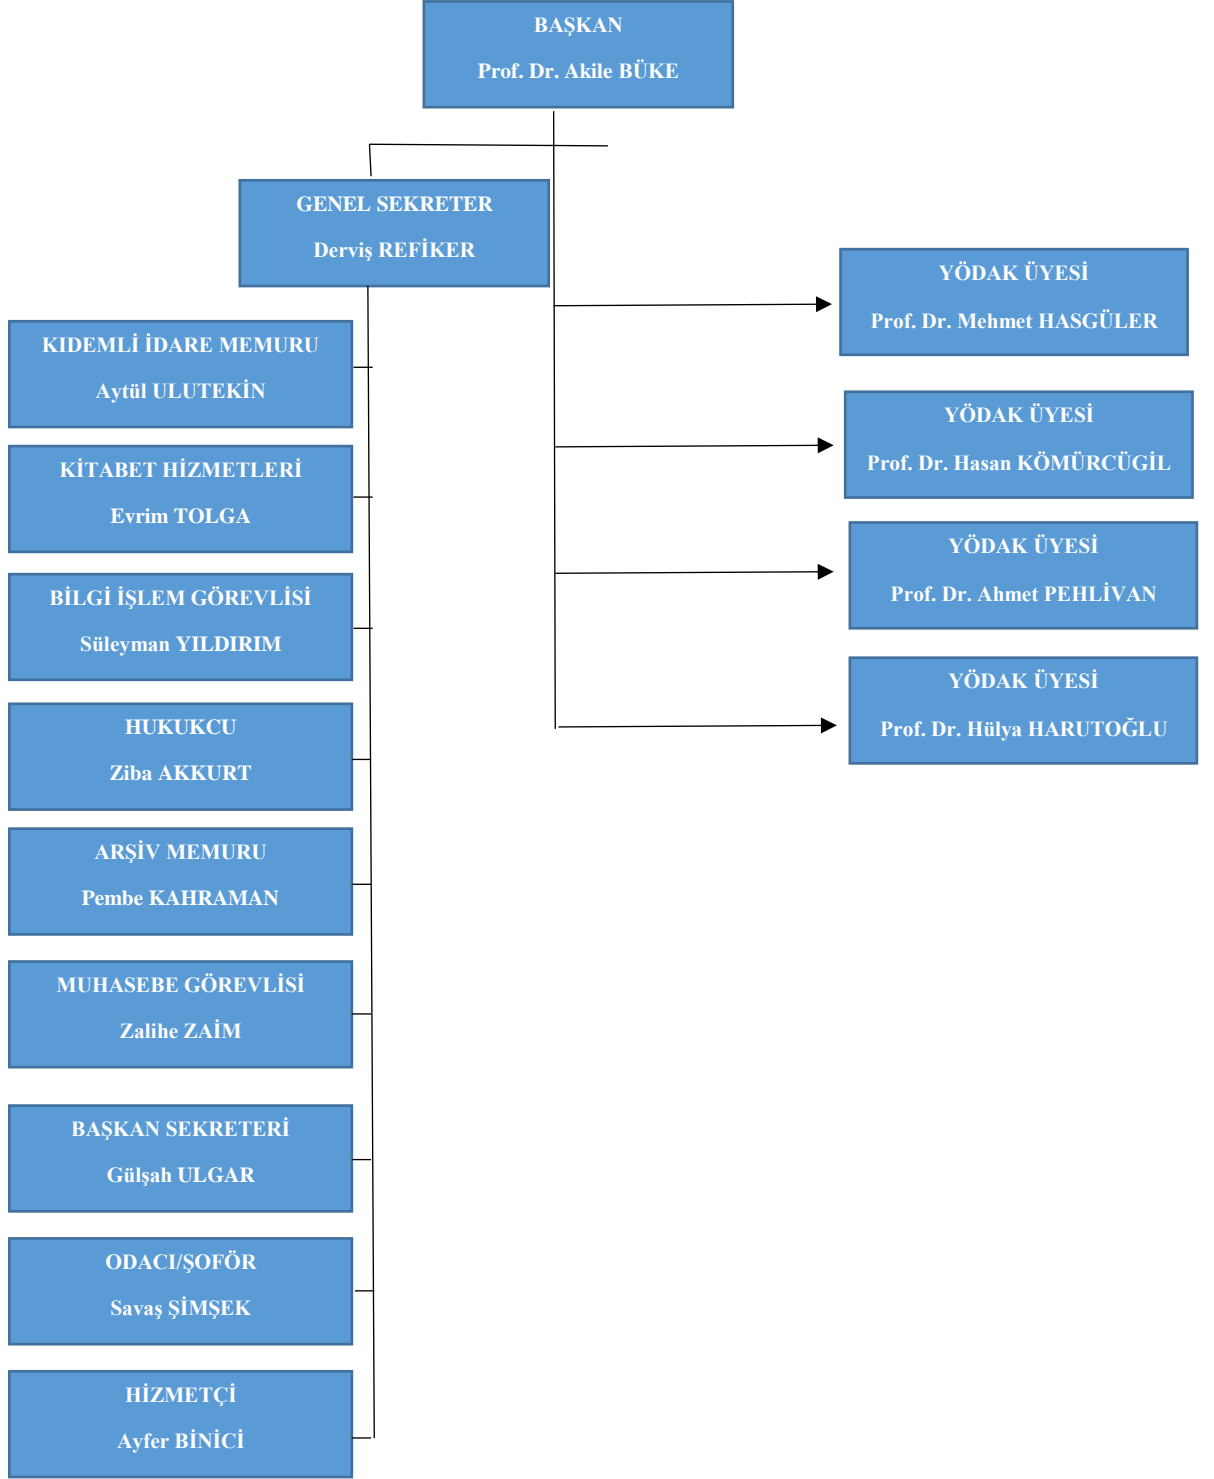 BAŞKAN
Prof. Dr. Akile BÜKE
GENEL SEKRETER
Derviş REFİKER
YÖDAK ÜYESİ
Prof. Dr. Mehmet HASGÜLER
YÖDAK ÜYESİ
Prof. Dr. Hasan KÖMÜRCÜGİL
YÖDAK ÜYESİ
Prof. Dr. Ahmet PEHLİVAN
YÖDAK ÜYESİ
Prof. Dr. Hülya HARUTOĞLU
KIDEMLİ İDARE MEMURU
Aytül ULUTEKİN
KİTABET HİZMETLERİ
Evrim TOLGA
BİLGİ İŞLEM GÖREVLİSİ
Süleyman YILDIRIM
HUKUKCU
Ziba AKKURT
ARŞİV MEMURU
Pembe KAHRAMAN
MUHASEBE GÖREVLİSİ
Zalihe ZAİM
BAŞKAN SEKRETERİ
Gülşah ULGAR
ODACI/ŞOFÖR
Savaş ŞİMŞEK
HİZMETÇİ
Ayfer BİNİCİ